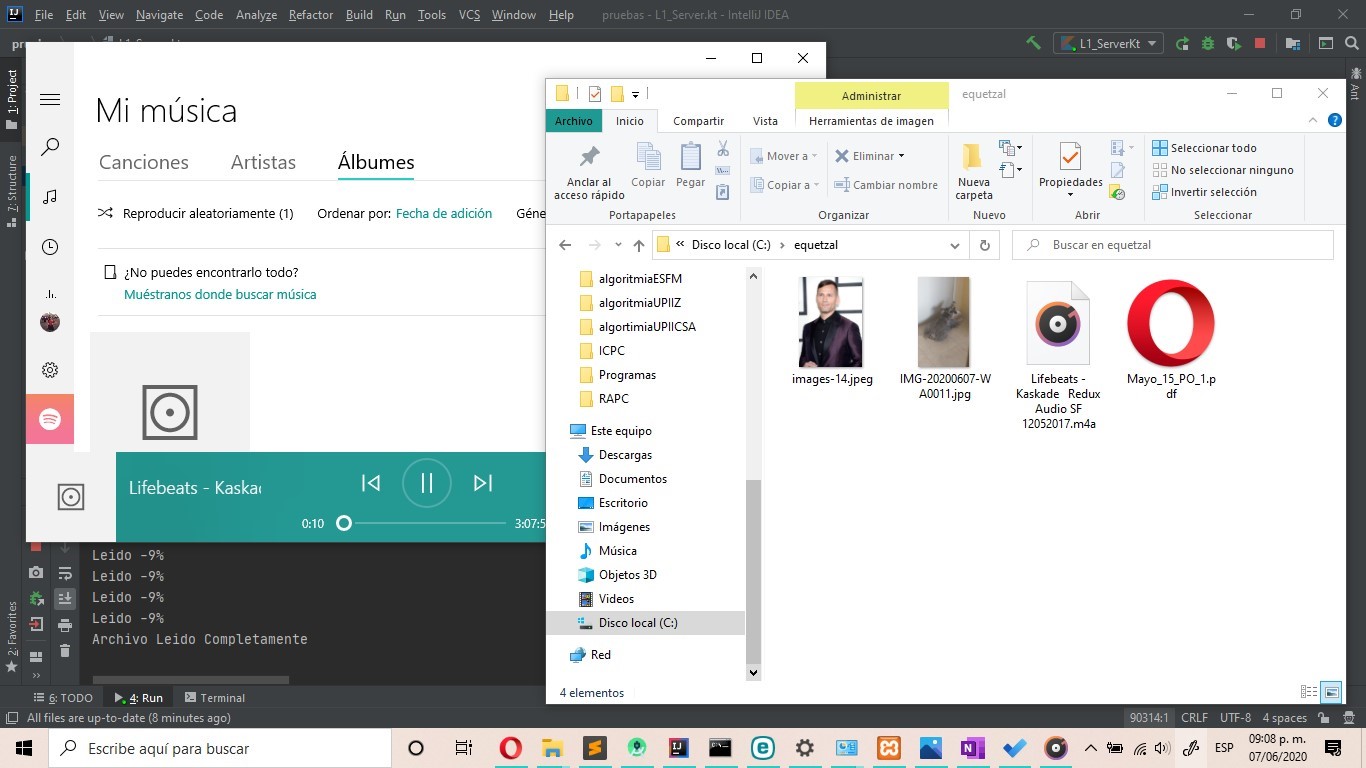 File Edit View Navigate Code Analyze Refactor Build Run Tools VCS Window Help pruebas - L1_Server.kt - IntelliJ IDEA
L1_ServerKt
1: Project
7: Structure
2: Favorites
Ant
Mi música
Canciones Artistas Álbumes
Reproducir aleatoriamente (1) Ordenar por: Fecha de adición Géne
¿No puedes encontrarlo todo?
Muéstranos donde buscar música
Lifebeats - Kaskad
0:10 3:07:5
Leido -9%
Leido -9%
Leido -9%
Leido -9%
Archivo Leido Completamente
Administrar equetzal
Archivo Inicio Compartir Vista Herramientas de imagen
Anclar al
acceso rápido
Copiar Pegar
Portapapeles
Mover a
Copiar a
Eliminar
Cambiar nombre
Organizar
Nueva
carpeta
Nuevo
Propiedades
Abrir
Seleccionar todo
No seleccionar ninguno
Invertir selección
Seleccionar
« Disco local (C:) › equetzal
Buscar en equetzal
algoritmiaESFM
algoritmiaUPIIZ
algortimiaUPIICSA
ICPC
Programas
RAPC
Este equipo
Descargas
Documentos
Escritorio
Imágenes
Música
Objetos 3D
Videos
Disco local (C:)
Red
images-14.jpeg
IMG-20200607-W
A0011.jpg
Lifebeats -
Kaskade Redux
Audio SF
12052017.m4a
Mayo_15_PO_1.p
df
4 elementos
6: TODO 4: Run Terminal
All files are up-to-date (8 minutes ago) 90314:1 CRLF UTF-8 4 spaces
Escribe aquí para buscar
ESP
09:08 p. m.
07/06/2020